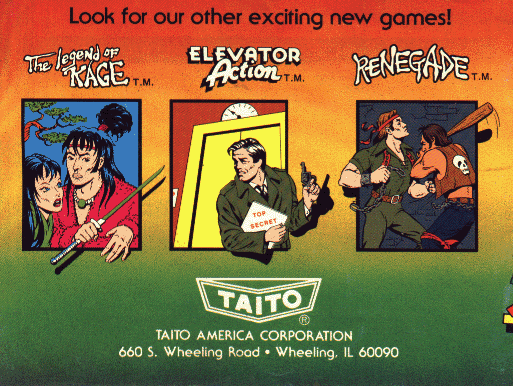 Look for our other exciting new games!
The Legend of KAGE T.M.
ELEVATOR Action T.M.
RENEGADE T.M.
TOP SECRET
TAITO ®
TAITO AMERICA CORPORATION
660 S. Wheeling Road • Wheeling, IL 60090